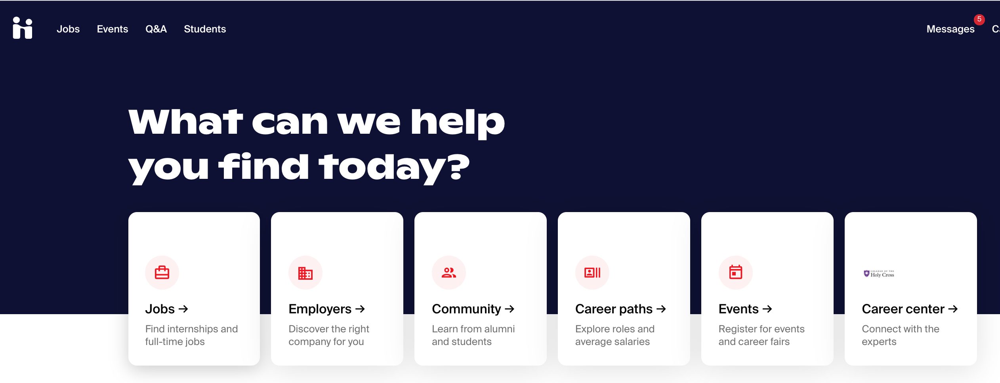 Jobs Events Q&A Students Messages 5
What can we help
you find today?
Jobs →
Find internships and
full-time jobs
Employers →
Discover the right
company for you
Community →
Learn from alumni
and students
Career paths →
Explore roles and
average salaries
Events →
Register for events
and career fairs
COLLEGE OF THE
Holy Cross
Career center →
Connect with the
experts